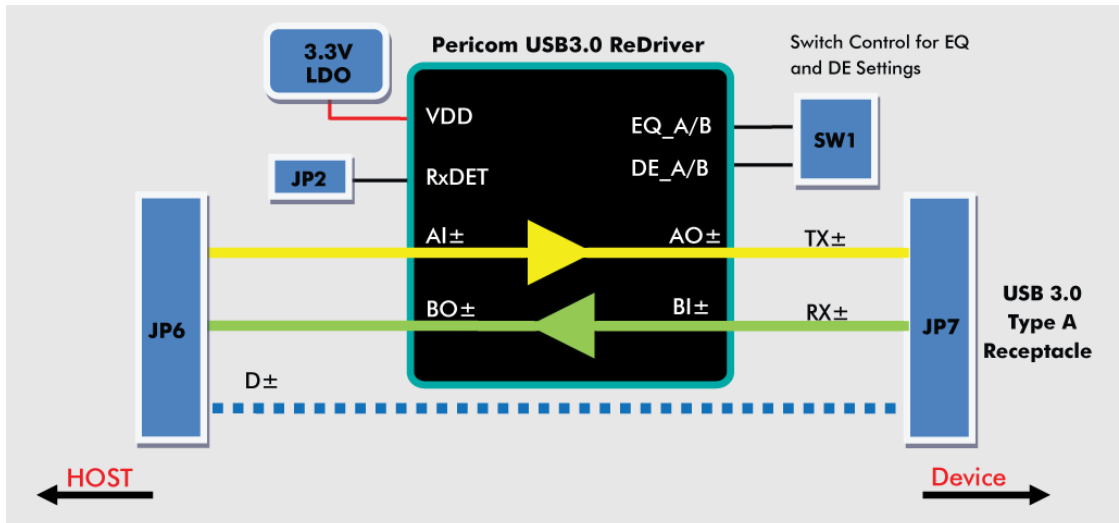 Pericom USB3.0 ReDriver
Switch Control for EQ
and DE Settings
3.3V
LDO
VDD
EQ_A/B
SW1
DE_A/B
JP2
RxDET
AI±
AO±
TX±
BO±
BI±
RX±
JP6
JP7
USB 3.0
Type A
Receptacle
D±
HOST
Device